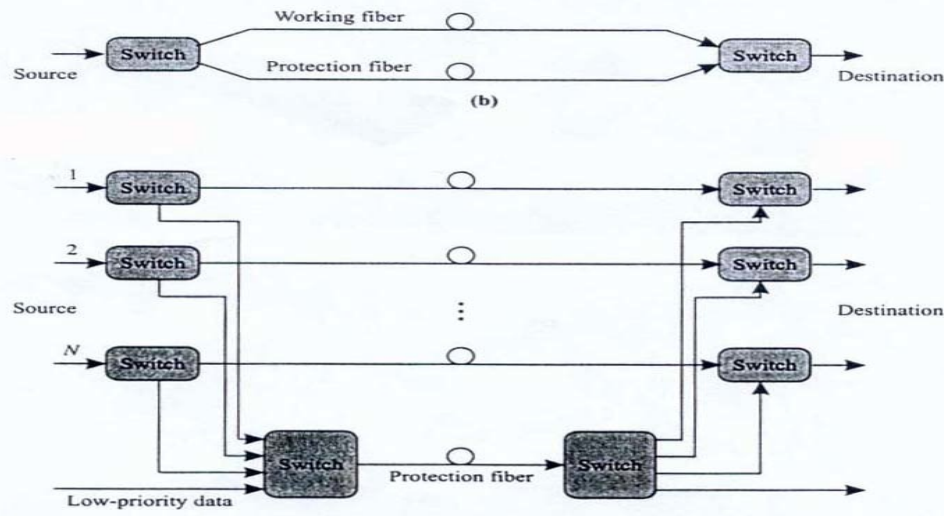 Working fiber
Switch
Switch
Source
Protection fiber
Destination
(b)
1
Switch
Switch
2
Switch
Switch
Source
Destination
N
Switch
Switch
Switch
Protection fiber
Switch
Low-priority data